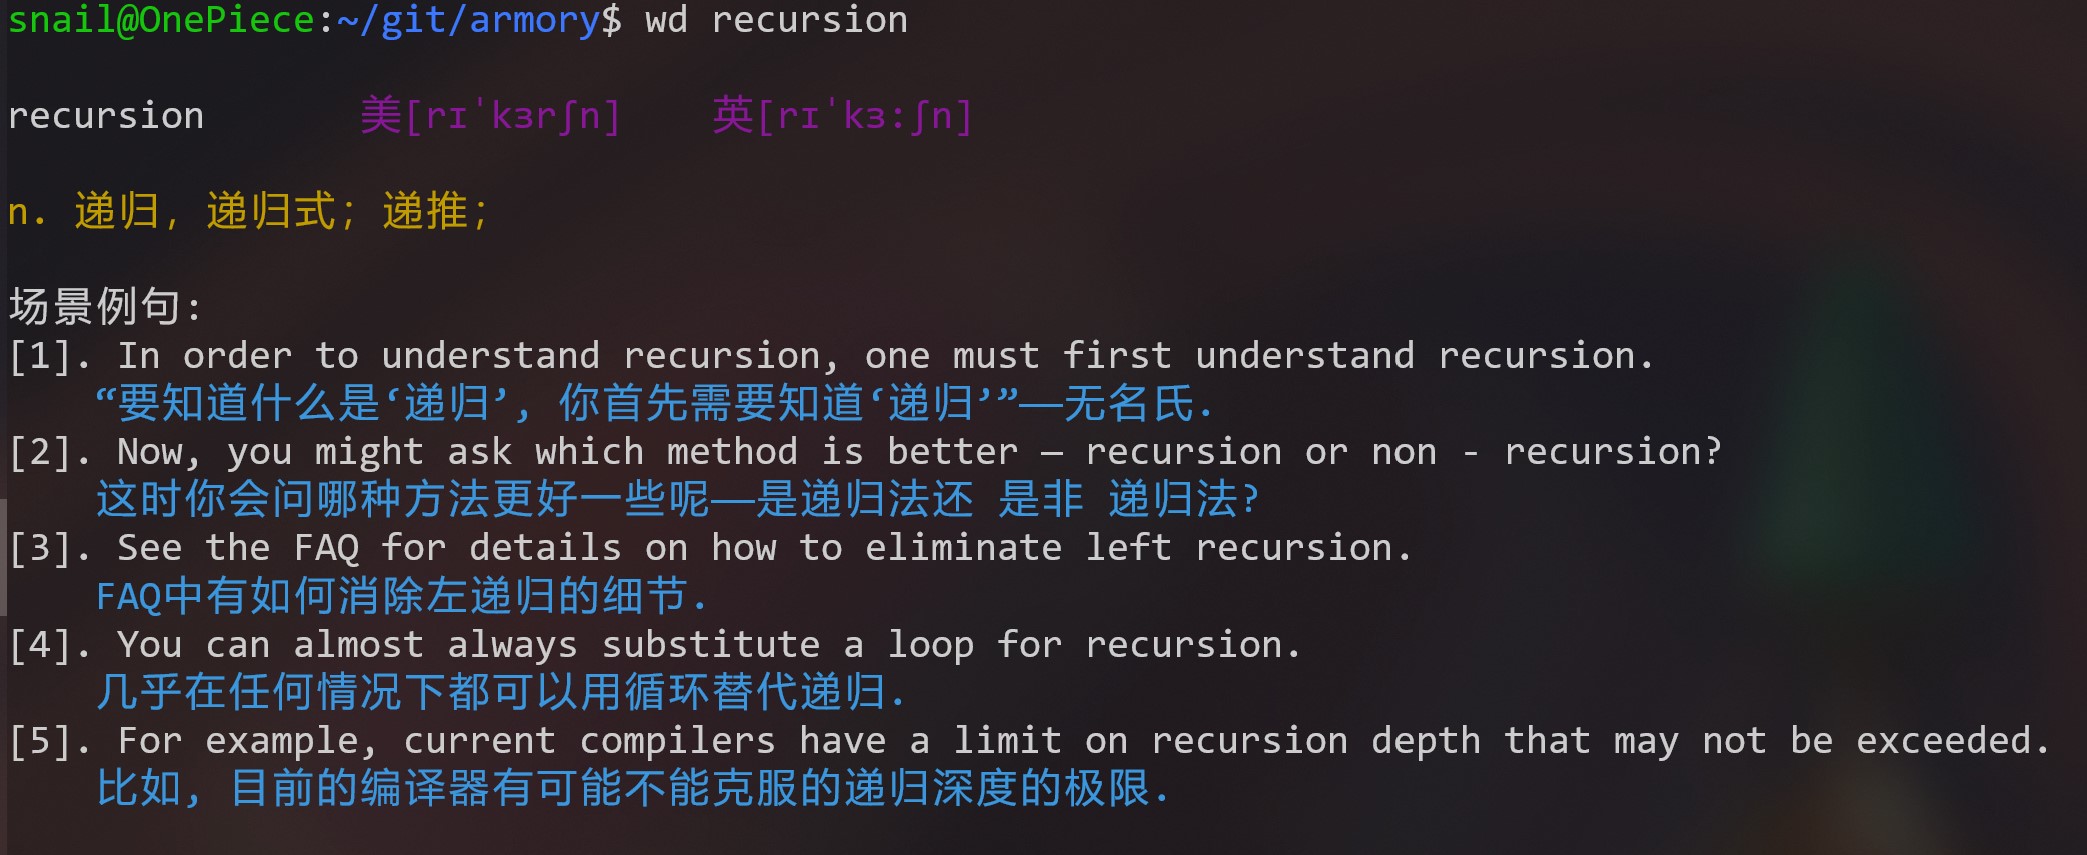 snail@OnePiece:~/git/armory$ wd recursion
recursion 美[rɪˈkɜrʃn] 英[rɪˈkɜ:ʃn]
n. 递归, 递归式; 递推;
场景例句:
[1]. In order to understand recursion, one must first understand recursion.
“要知道什么是‘递归’, 你首先需要知道‘递归’”—无名氏.
[2]. Now, you might ask which method is better — recursion or non - recursion?
这时你会问哪种方法更好一些呢—是递归法还 是非 递归法?
[3]. See the FAQ for details on how to eliminate left recursion.
FAQ中有如何消除左递归的细节.
[4]. You can almost always substitute a loop for recursion.
几乎在任何情况下都可以用循环替代递归.
[5]. For example, current compilers have a limit on recursion depth that may not be exceeded.
比如, 目前的编译器有可能不能克服的递归深度的极限.